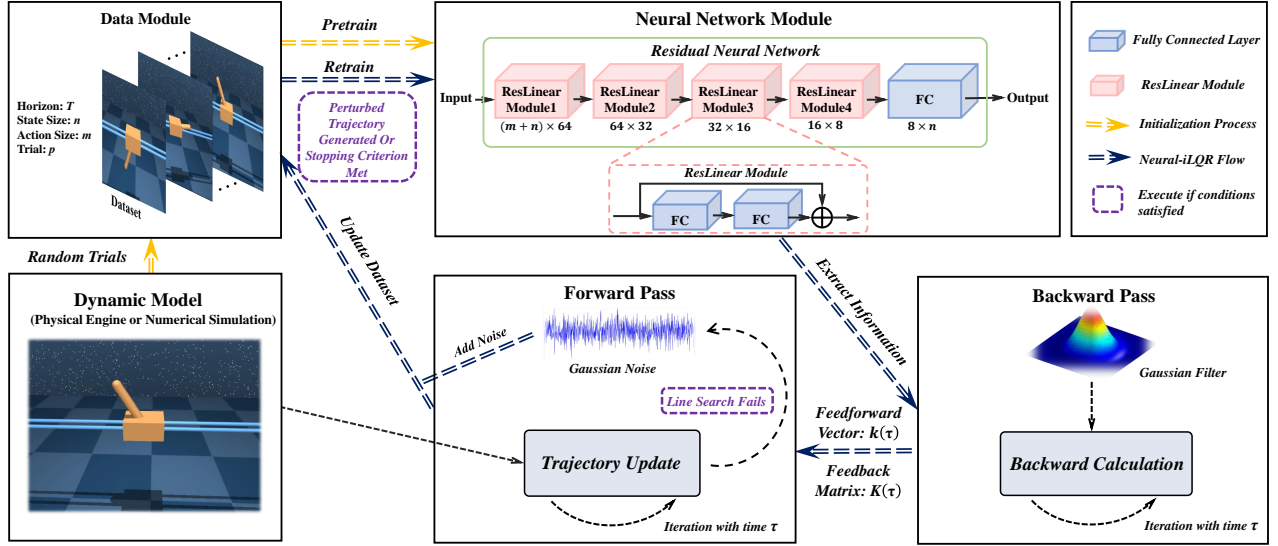 Data Module
Horizon: T
State Size: n
Action Size: m
Trial: p
Dataset
Pretrain
Retrain
Perturbed
Trajectory
Generated Or
Stopping Criterion
Met
Neural Network Module
Residual Neural Network
Input
ResLinear
Module1
(m + n) × 64
ResLinear
Module2
64 × 32
ResLinear
Module3
32 × 16
ResLinear
Module4
16 × 8
FC
8 × n
Output
ResLinear Module
FC
FC
Fully Connected Layer
ResLinear Module
Initialization Process
Neural-iLQR Flow
Execute if conditions
satisfied
Random Trials
Update Dataset
Extract Information
Dynamic Model
(Physical Engine or Numerical Simulation)
Forward Pass
Add Noise
Gaussian Noise
Line Search Fails
Trajectory Update
Iteration with time τ
Feedforward
Vector: k(τ)
Feedback
Matrix: K(τ)
Backward Pass
Gaussian Filter
Backward Calculation
Iteration with time τ